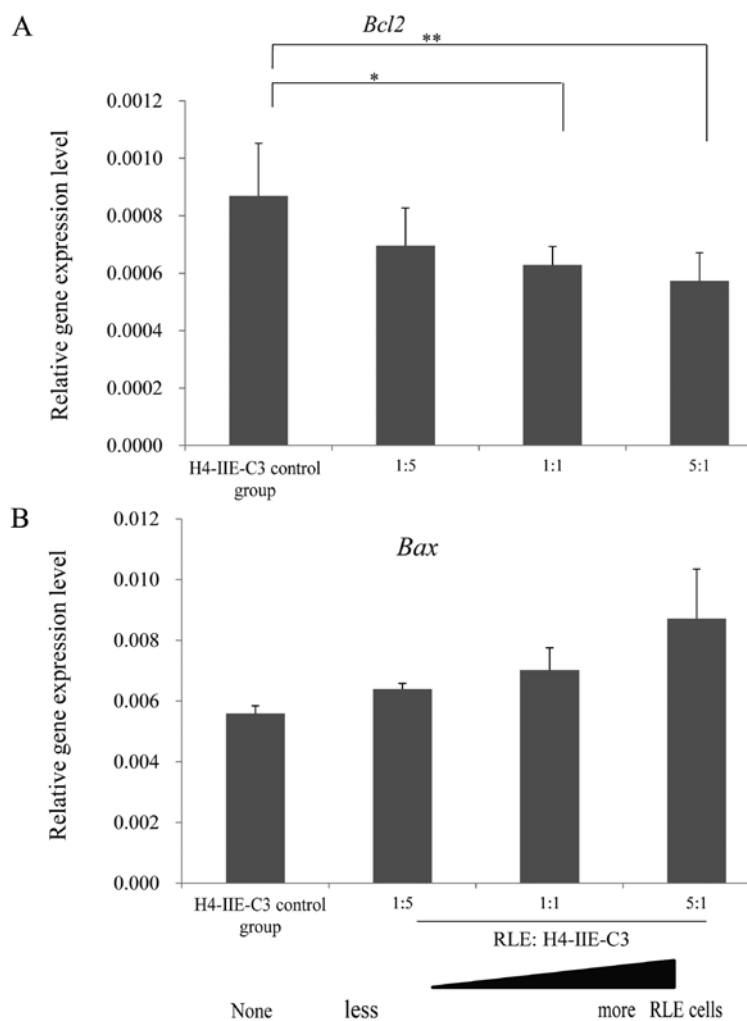 A
Bcl2
**
*
Relative gene expression level
0.0012
0.0010
0.0008
0.0006
0.0004
0.0002
0.0000
H4-IIE-C3 control
group
1:5
1:1
5:1
B
Bax
Relative gene expression level
0.012
0.010
0.008
0.006
0.004
0.002
0.000
H4-IIE-C3 control
group
1:5
1:1
5:1
RLE: H4-IIE-C3
None less more RLE cells